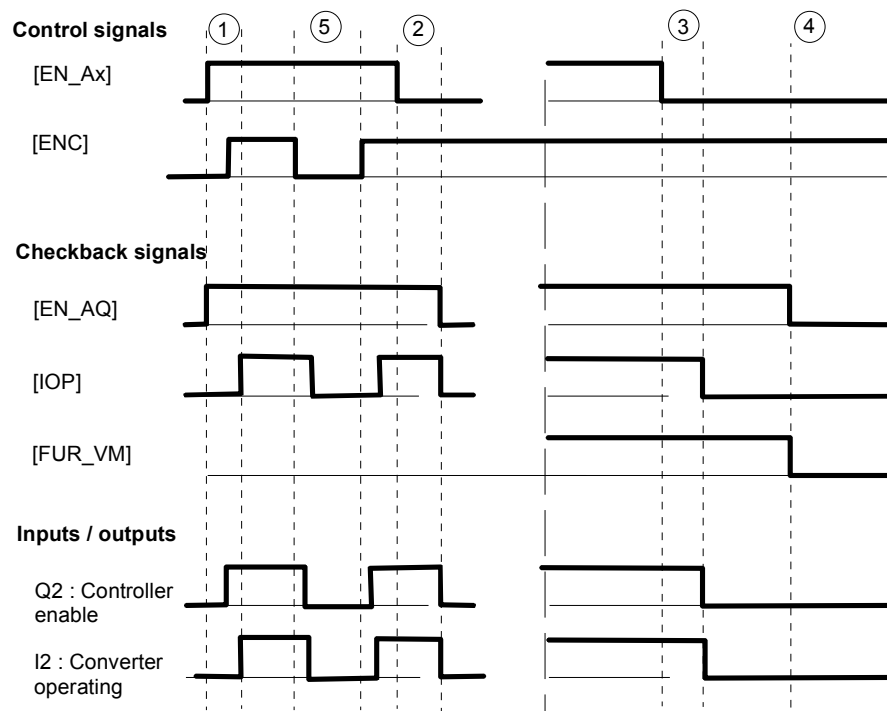 Control signals
1
5
2
3
4
[EN_Ax]
[ENC]
Checkback signals
[EN_AQ]
[IOP]
[FUR_VM]
Inputs / outputs
Q2 : Controller
enable
I2 : Converter
operating